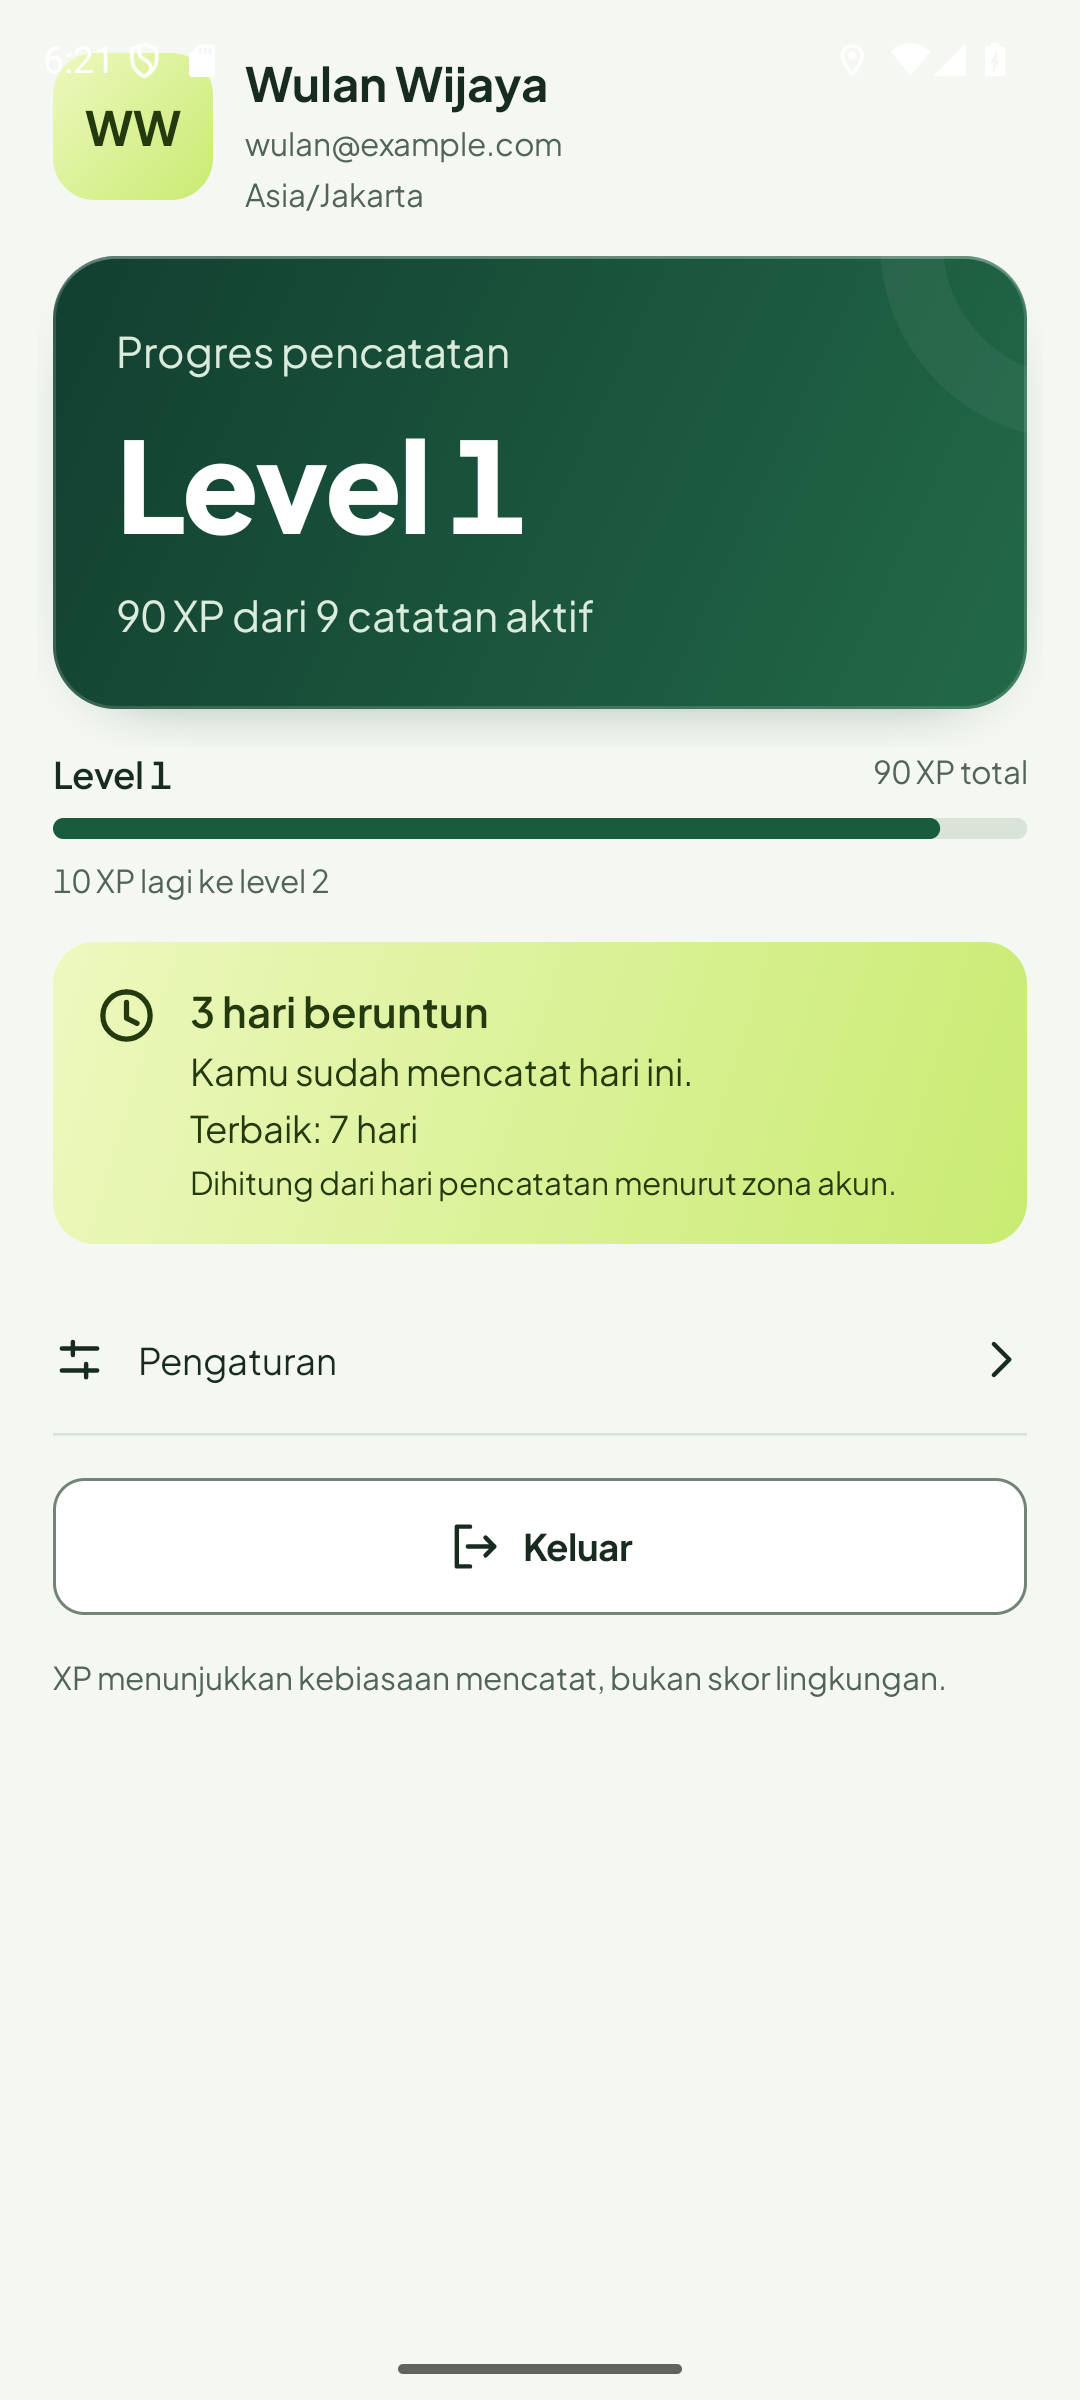 6:21
WW
Wulan Wijaya
wulan@example.com
Asia/Jakarta
Progres pencatatan
Level 1
90 XP dari 9 catatan aktif
Level 1
90 XP total
10 XP lagi ke level 2
3 hari beruntun
Kamu sudah mencatat hari ini.
Terbaik: 7 hari
Dihitung dari hari pencatatan menurut zona akun.
Pengaturan
Keluar
XP menunjukkan kebiasaan mencatat, bukan skor lingkungan.